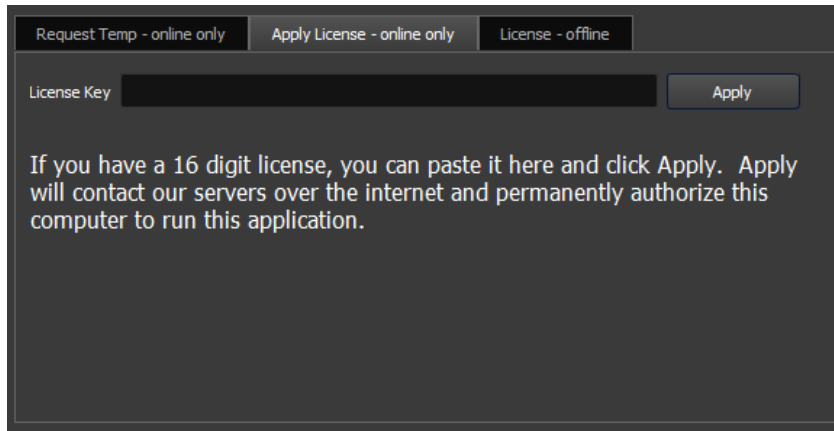 Request Temp - online only
Apply License - online only
License - offline
License Key
Apply
If you have a 16 digit license, you can paste it here and click Apply.  Apply
will contact our servers over the internet and permanently authorize this
computer to run this application.